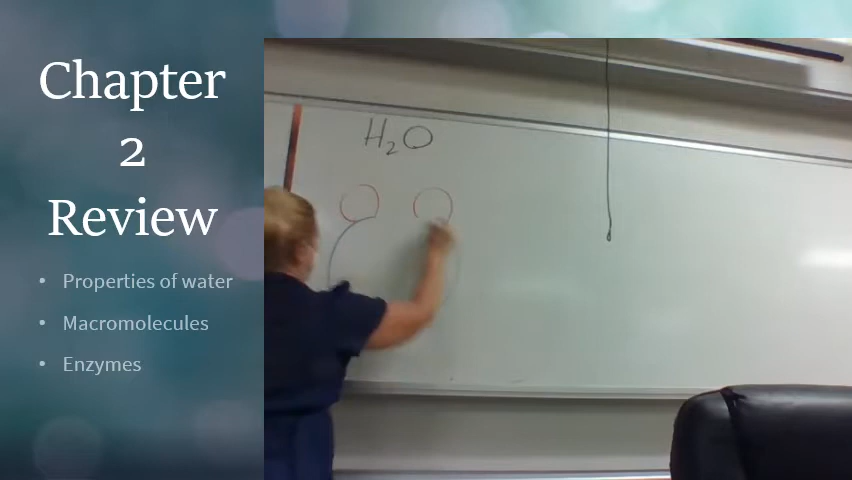 Chapter
2
Review
• Properties of water
• Macromolecules
• Enzymes
H₂O